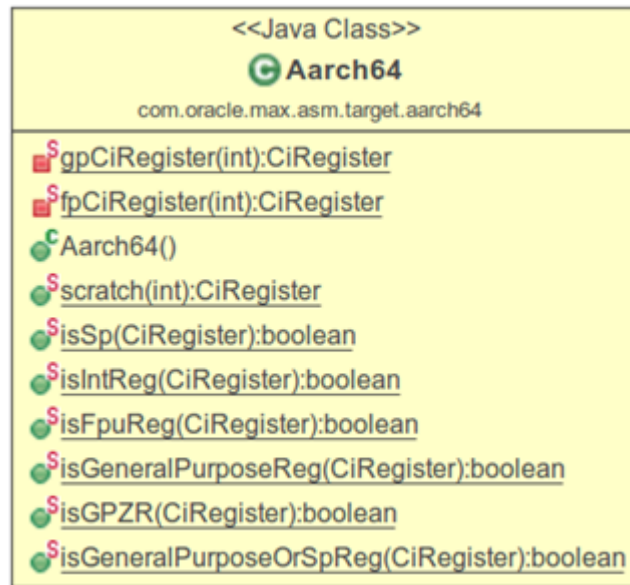 <<Java Class>>
C Aarch64
com.oracle.max.asm.target.aarch64
S gpCiRegister(int):CiRegister
S fpCiRegister(int):CiRegister
C Aarch64()
S scratch(int):CiRegister
S isSp(CiRegister):boolean
S isIntReg(CiRegister):boolean
S isFpuReg(CiRegister):boolean
S isGeneralPurposeReg(CiRegister):boolean
S isGPZR(CiRegister):boolean
S isGeneralPurposeOrSpReg(CiRegister):boolean